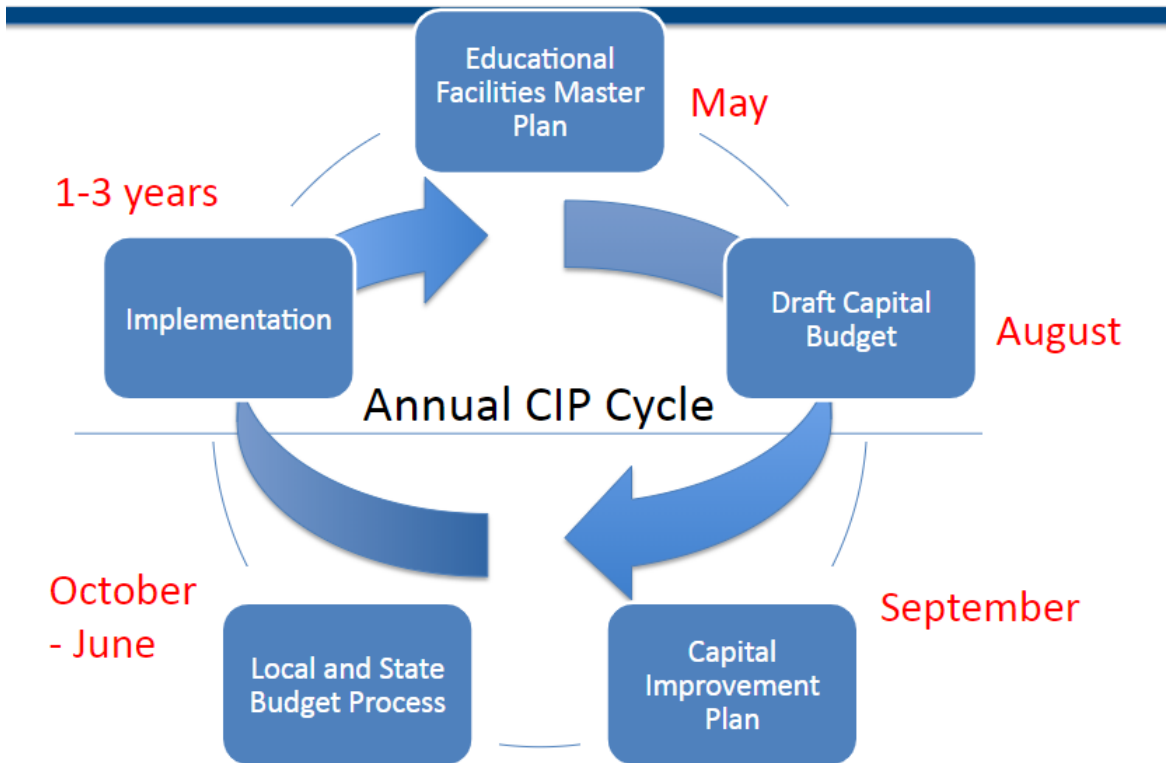 Educational
Facilities Master
Plan
May
1-3 years
Implementation
Draft Capital
Budget
August
Annual CIP Cycle
October
- June
September
Local and State
Budget Process
Capital
Improvement
Plan